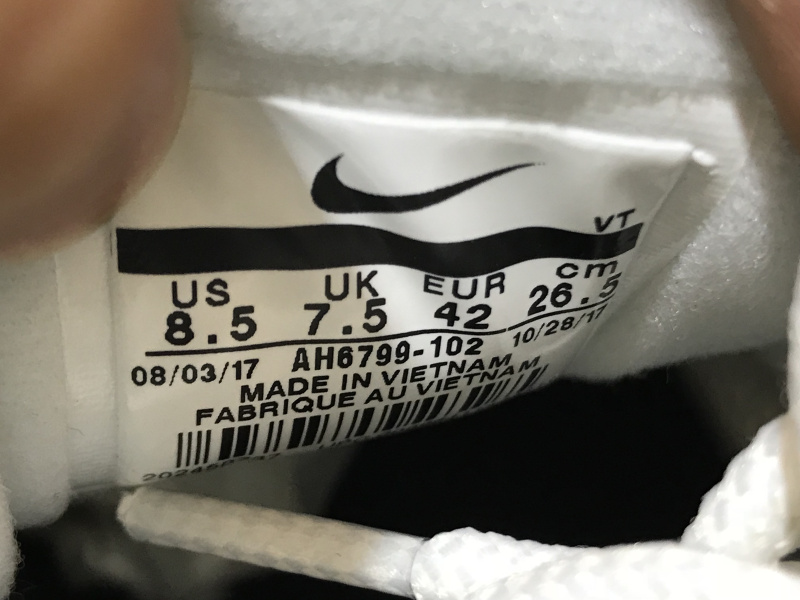 VT
US UK EUR cm
8.5 7.5 42 26.5
08/03/17 AH6799-102 10/28/17
MADE IN VIETNAM
FABRIQUE AU VIETNAM